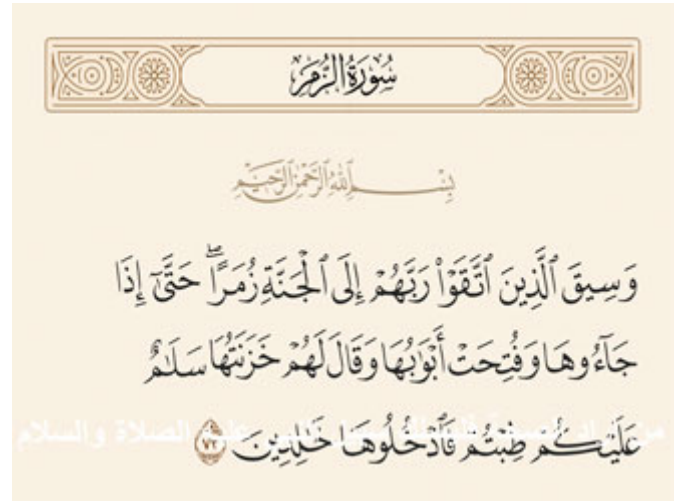 سُورَةُ الزُّمَرِ
بِسْمِ ٱللَّهِ ٱلرَّحْمَٰنِ ٱلرَّحِيمِ
وَسِيقَ ٱلَّذِينَ ٱتَّقَوْا۟ رَبَّهُمْ إِلَى ٱلْجَنَّةِ زُمَرًا ۖ حَتَّىٰٓ إِذَا
جَآءُوهَا وَفُتِحَتْ أَبْوَٰبُهَا وَقَالَ لَهُمْ خَزَنَتُهَا سَلَٰمٌ
عَلَيْكُمْ طِبْتُمْ فَٱدْخُلُوهَا خَٰلِدِينَ ٧٣
من الصلاة والسلام